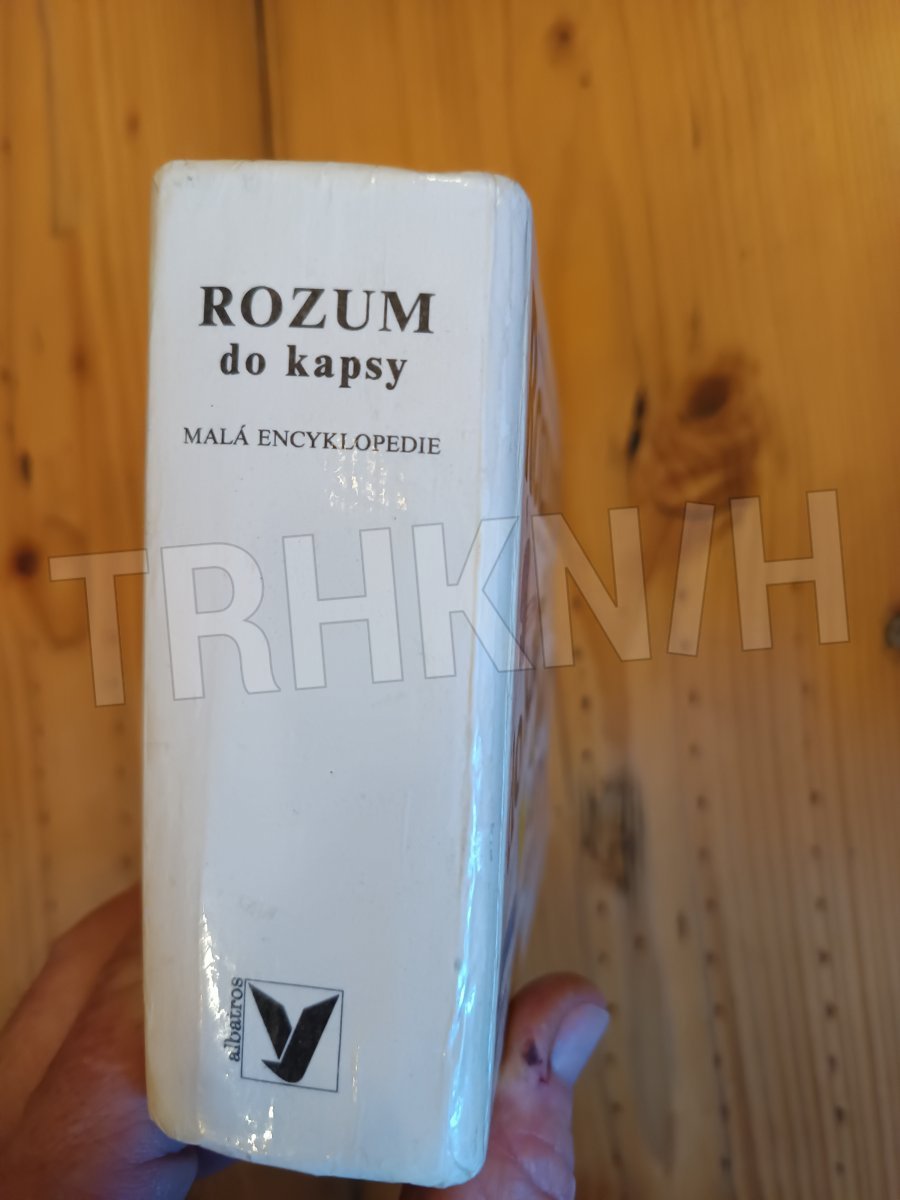 ROZUM
do kapsy
MALÁ ENCYKLOPEDIE
TRHKNIH
albatros